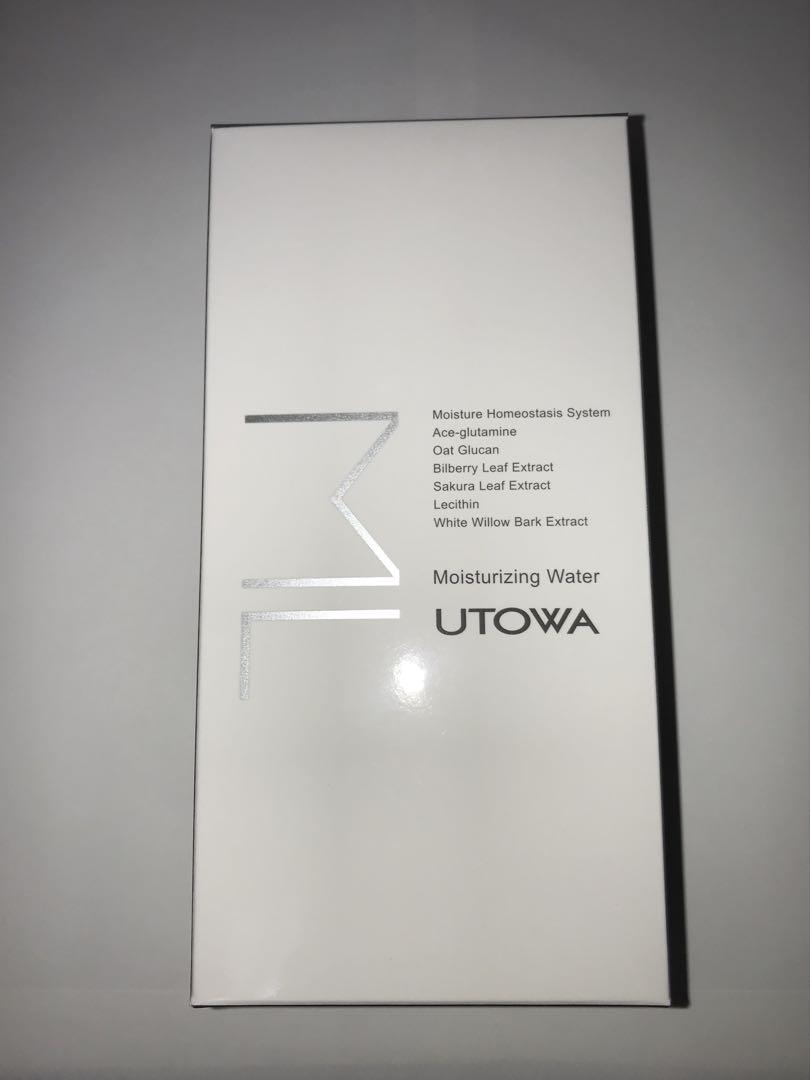 ML
Moisture Homeostasis System
Ace-glutamine
Oat Glucan
Bilberry Leaf Extract
Sakura Leaf Extract
Lecithin
White Willow Bark Extract
Moisturizing Water
UTOWA